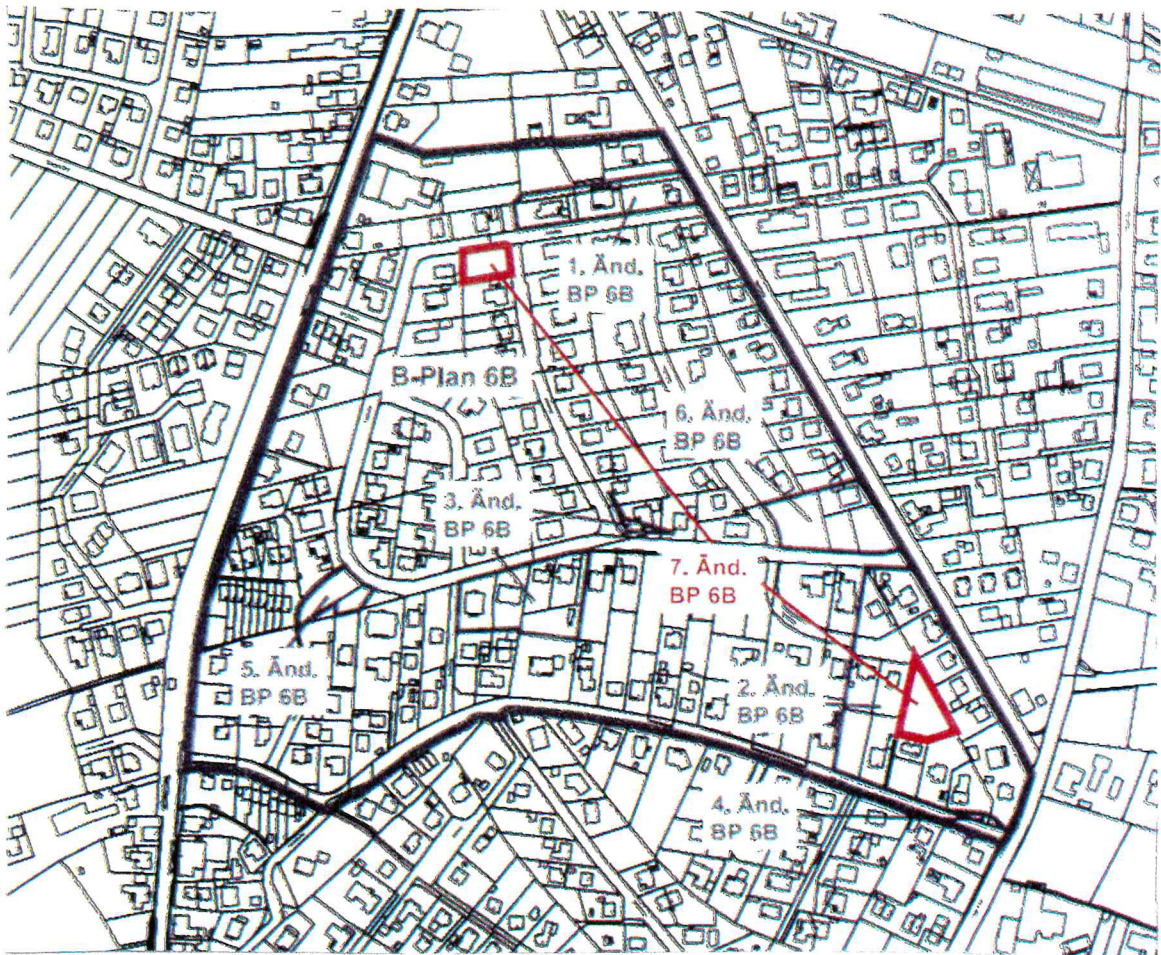 1. Änd.
BP 6B
B-Plan 6B
6. Änd.
BP 6B
3. Änd.
BP 6B
7. Änd.
BP 6B
5. Änd.
BP 6B
2. Änd.
BP 6B
4. Änd.
BP 6B